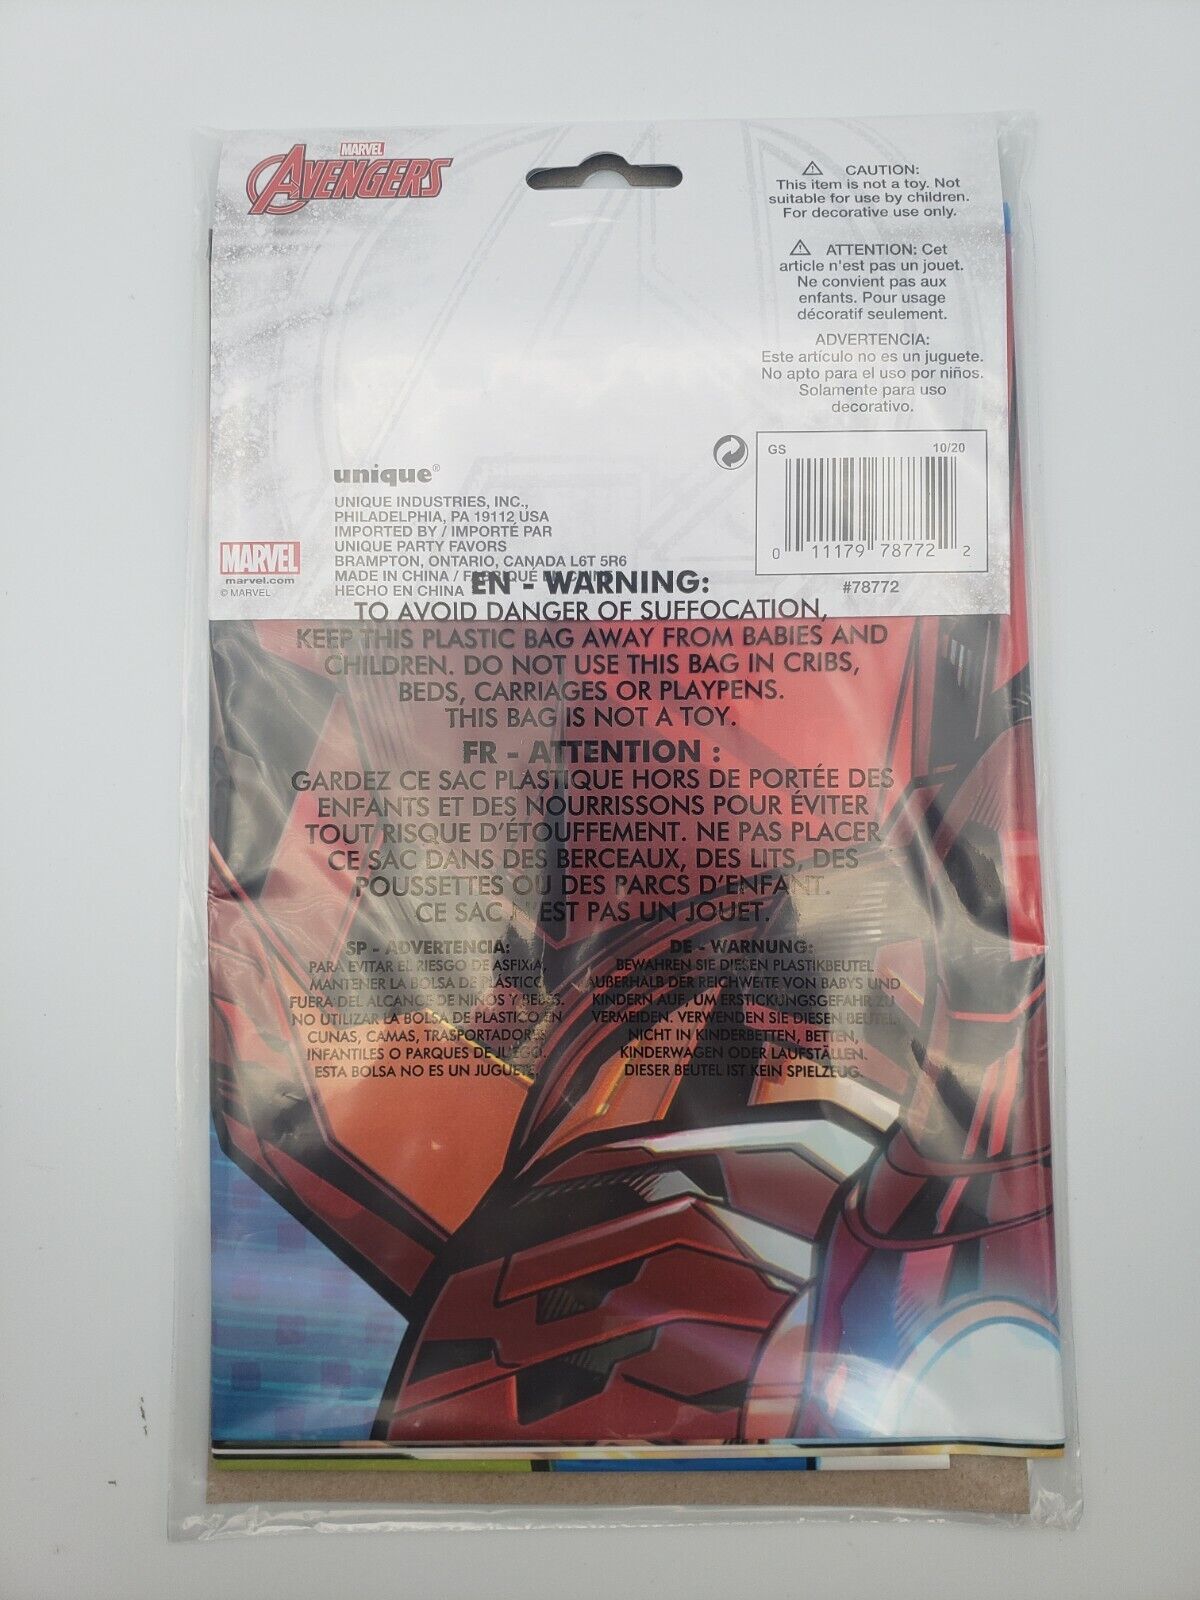 MARVEL
AVENGERS
CAUTION:
This item is not a toy. Not
suitable for use by children.
For decorative use only.
ATTENTION: Cet
article n'est pas un jouet.
Ne convient pas aux
enfants. Pour usage
décoratif seulement.
ADVERTENCIA:
Este artículo no es un juguete.
No apto para el uso por niños.
Solamente para uso
decorativo.
GS 10/20
0 11179 78772 2
#78772
unique®
UNIQUE INDUSTRIES, INC.,
PHILADELPHIA, PA 19112 USA
IMPORTED BY / IMPORTÉ PAR
UNIQUE PARTY FAVORS
BRAMPTON, ONTARIO, CANADA L6T 5R6
MADE IN CHINA / FABRIQUÉ EN CHINE
HECHO EN CHINA
MARVEL
marvel.com
© MARVEL
EN - WARNING:
TO AVOID DANGER OF SUFFOCATION,
KEEP THIS PLASTIC BAG AWAY FROM BABIES AND
CHILDREN. DO NOT USE THIS BAG IN CRIBS,
BEDS, CARRIAGES OR PLAYPENS.
THIS BAG IS NOT A TOY.
FR - ATTENTION :
GARDEZ CE SAC PLASTIQUE HORS DE PORTÉE DES
ENFANTS ET DES NOURRISSONS POUR ÉVITER
TOUT RISQUE D'ÉTOUFFEMENT. NE PAS PLACER
CE SAC DANS DES BERCEAUX, DES LITS, DES
POUSSETTES OU DES PARCS D'ENFANT.
CE SAC N'EST PAS UN JOUET.
SP - ADVERTENCIA:
PARA EVITAR EL RIESGO DE ASFIXIA,
MANTENER LA BOLSA DE PLÁSTICO
FUERA DEL ALCANCE DE NIÑOS Y BEBES.
NO UTILIZAR LA BOLSA DE PLASTICO EN
CUNAS, CAMAS, TRASPORTADORES
INFANTILES O PARQUES DE JUEGO.
ESTA BOLSA NO ES UN JUGUETE.
DE - WARNUNG:
BEWAHREN SIE DIESEN PLASTIKBEUTEL
AUßERHALB DER REICHWEITE VON BABYS UND
KINDERN AUF, UM ERSTICKUNGSGEFAHR ZU
VERMEIDEN. VERWENDEN SIE DIESEN BEUTEL
NICHT IN KINDERBETTEN, BETTEN,
KINDERWAGEN ODER LAUFSTÄLLEN.
DIESER BEUTEL IST KEIN SPIELZEUG.